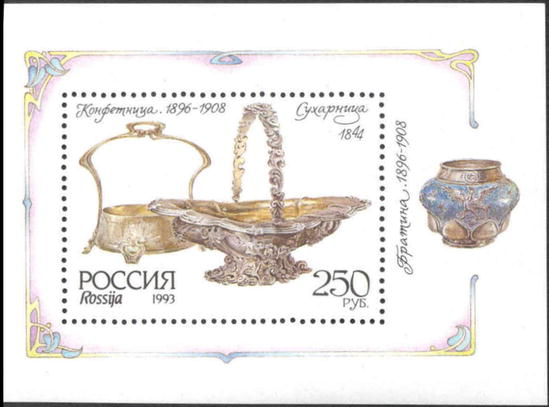 Конфетница. 1896-1908
Сухарница
1844
Братина. 1896-1908
РОССИЯ
Rossija
1993
250
РУБ.